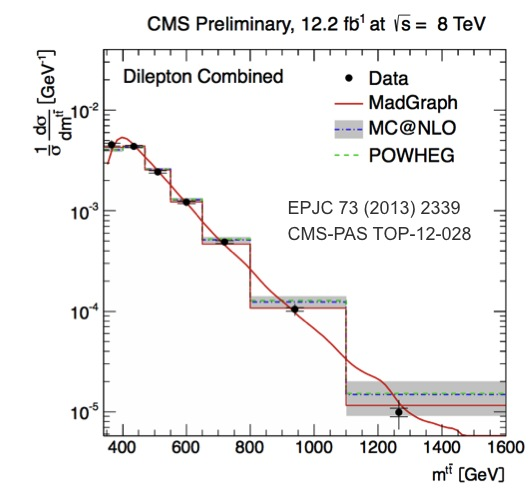 CMS Preliminary, 12.2 fb¹ at √s = 8 TeV
1/σ dσ/dm^tt̄ [GeV⁻¹]
Dilepton Combined
Data
MadGraph
MC@NLO
POWHEG
EPJC 73 (2013) 2339
CMS-PAS TOP-12-028
10⁻²
10⁻³
10⁻⁴
10⁻⁵
400 600 800 1000 1200 1400 1600
m^tt̄ [GeV]